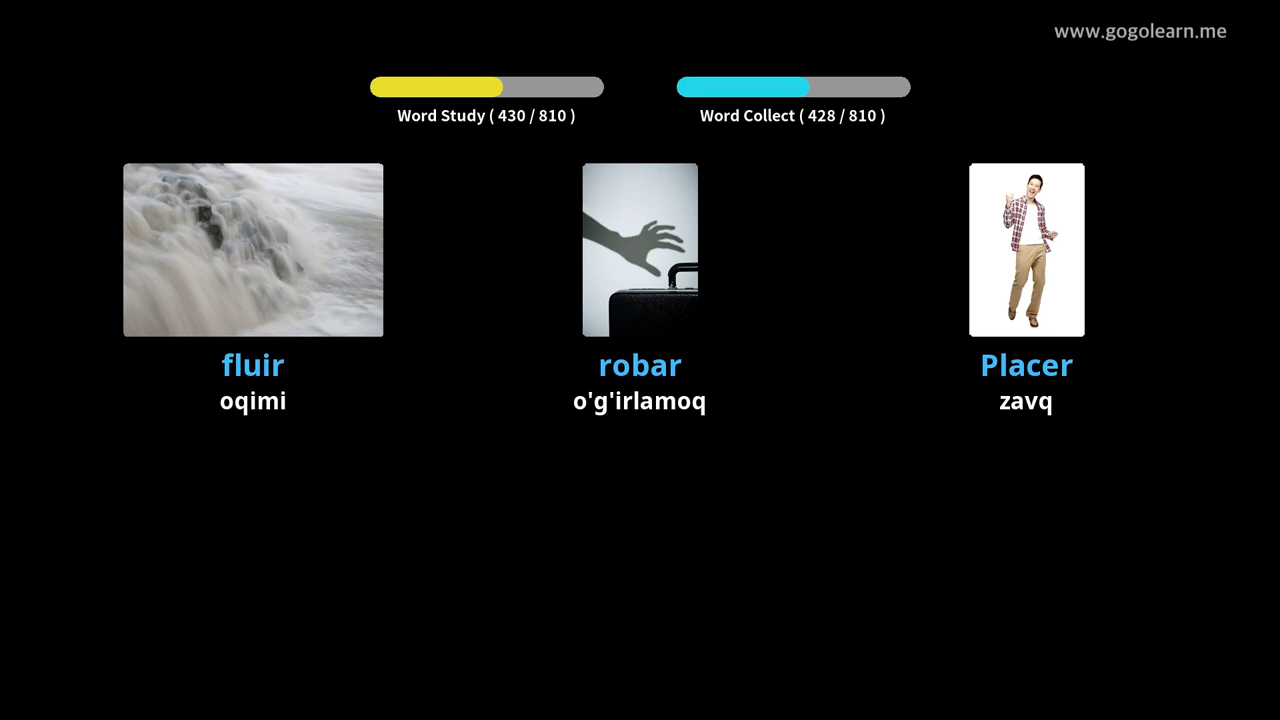 www.gogolearn.me
Word Study ( 430 / 810 )
Word Collect ( 428 / 810 )
fluir
oqimi
robar
o'g'irlamoq
Placer
zavq